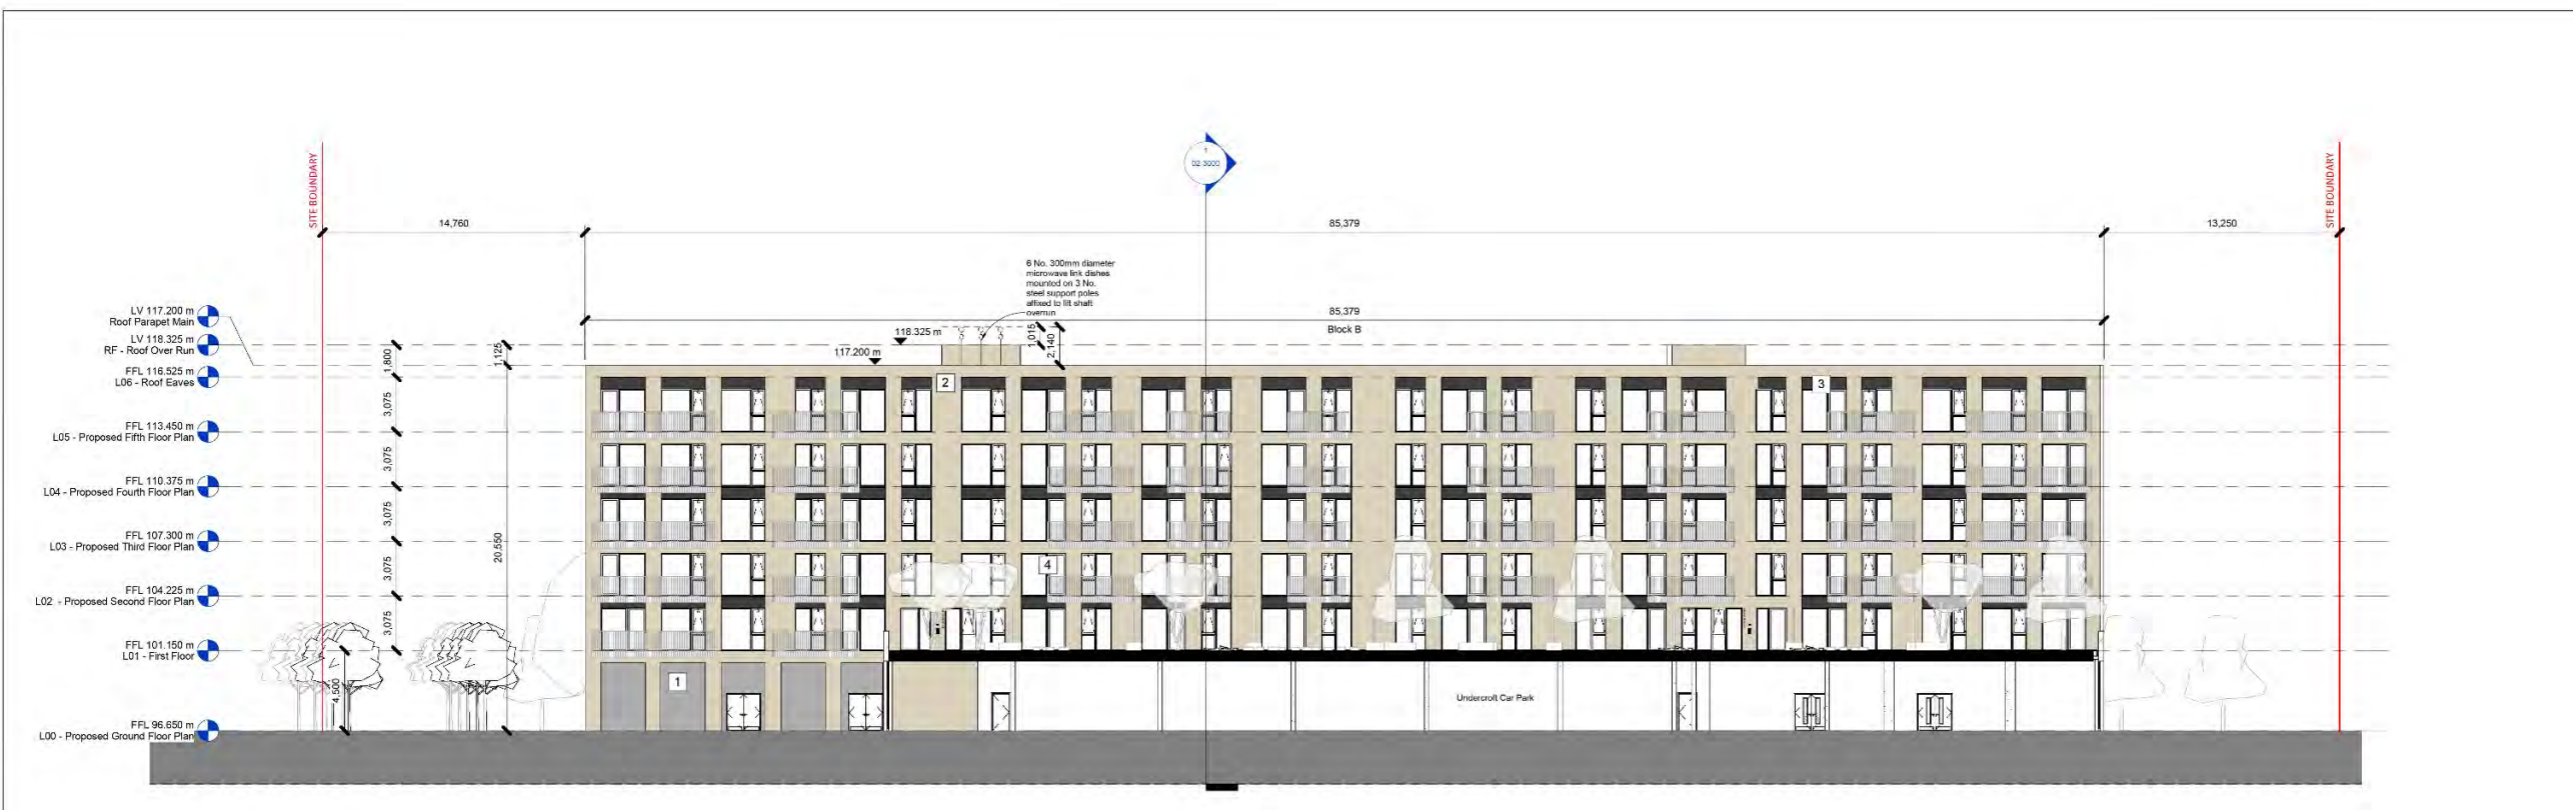 SITE BOUNDARY
SITE BOUNDARY
1
02-3000
14,760
85,379
13,250
6 No. 300mm diameter
microwave link dishes
mounted on 3 No.
steel support poles
affixed to lift shaft
overrun
85,379
Block B
LV 117.200 m
Roof Parapet Main
LV 118.325 m
RF - Roof Over Run
FFL 116.525 m
L06 - Roof Eaves
FFL 113.450 m
L05 - Proposed Fifth Floor Plan
FFL 110.375 m
L04 - Proposed Fourth Floor Plan
FFL 107.300 m
L03 - Proposed Third Floor Plan
FFL 104.225 m
L02 - Proposed Second Floor Plan
FFL 101.150 m
L01 - First Floor
FFL 96.650 m
L00 - Proposed Ground Floor Plan
1,800
3,075
3,075
3,075
3,075
3,075
4,500
1,125
20,550
118.325 m
117.200 m
1,015
2,140
2
3
4
1
Undercroft Car Park